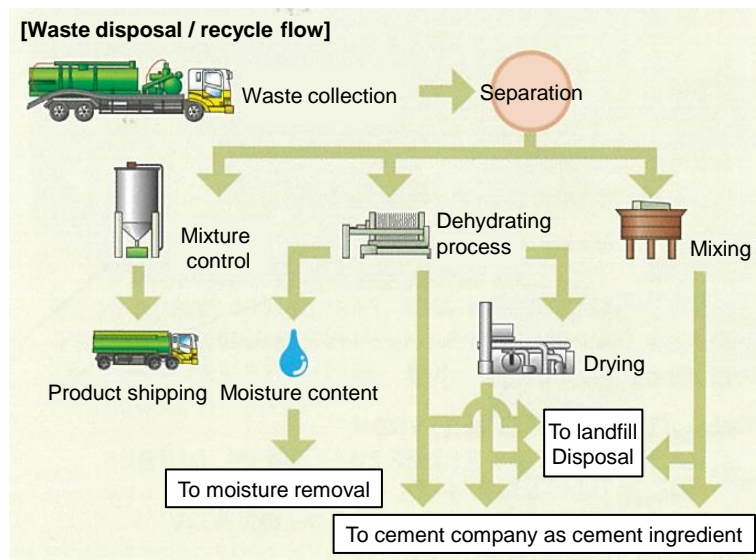 [Waste disposal / recycle flow]
Waste collection
Separation
Mixture
control
Dehydrating
process
Mixing
Product shipping
Moisture content
Drying
To landfill
Disposal
To moisture removal
To cement company as cement ingredient